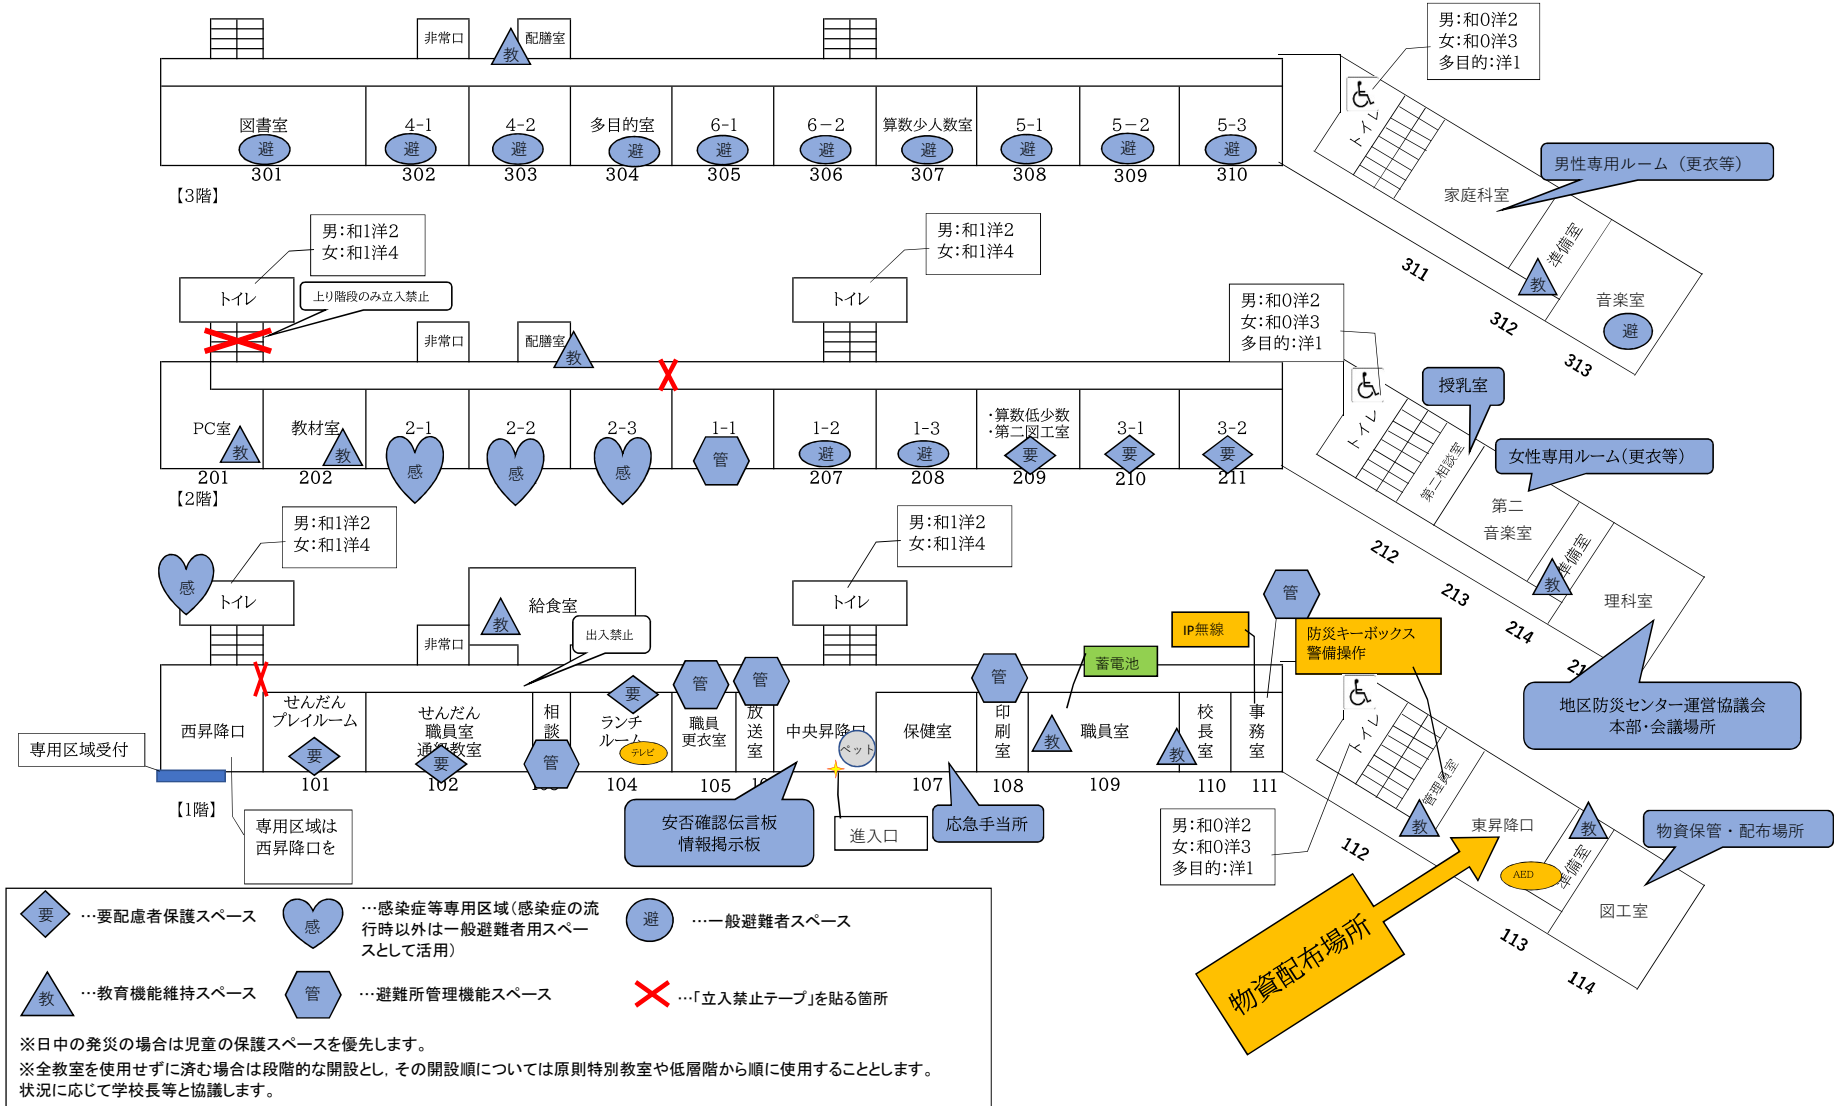 男：和0洋2
女：和0洋3
多目的：洋1
非常口
配膳室
教
図書室
避
4-1
避
4-2
避
多目的室
避
6-1
避
6－2
避
算数少人数室
避
5-1
避
5－2
避
5-3
避
301
302
303
304
305
306
307
308
309
310
【3階】
トイレ
家庭科室
男性専用ルーム（更衣等）
準備室
教
音楽室
避
311
312
313
男：和1洋2
女：和1洋4
トイレ
上り階段のみ立入禁止
非常口
配膳室
教
男：和1洋2
女：和1洋4
トイレ
男：和0洋2
女：和0洋3
多目的：洋1
PC室
教
教材室
教
2-1
感
2-2
感
2-3
感
1-1
管
1-2
避
1-3
避
・算数低少数
・第二図工室
要
3-1
要
3-2
要
201
202
207
208
209
210
211
【2階】
トイレ
第二相談室
授乳室
女性専用ルーム（更衣等）
第二
音楽室
準備室
教
理科室
212
213
214
地区防災センター運営協議会
本部・会議場所
男：和1洋2
女：和1洋4
感
トイレ
非常口
教
給食室
出入禁止
男：和1洋2
女：和1洋4
トイレ
管
IP無線
防災キーボックス
警備操作
蓄電池
専用区域受付
西昇降口
せんだん
プレイルーム
要
せんだん
職員室
通級教室
要
相
談
管
要
ランチ
ルーム
テレビ
管
職員
更衣室
管
放
送
室
中央昇降口
ペット
保健室
管
印
刷
室
教
職員室
教
校
長
室
事
務
室
101
102
104
105
107
108
109
110
111
【1階】
専用区域は
西昇降口を
安否確認伝言板
情報掲示板
進入口
応急手当所
男：和0洋2
女：和0洋3
多目的：洋1
トイレ
管理員室
教
東昇降口
AED
教
準備室
図工室
物資保管・配布場所
物資配布場所
112
113
114
要
…要配慮者保護スペース
感
…感染症等専用区域（感染症の流
行時以外は一般避難者用スペー
スとして活用）
避
…一般避難者スペース
教
…教育機能維持スペース
管
…避難所管理機能スペース
…「立入禁止テープ」を貼る箇所
※日中の発災の場合は児童の保護スペースを優先します。
※全教室を使用せずに済む場合は段階的な開設とし，その開設順については原則特別教室や低層階から順に使用することとします。
状況に応じて学校長等と協議します。